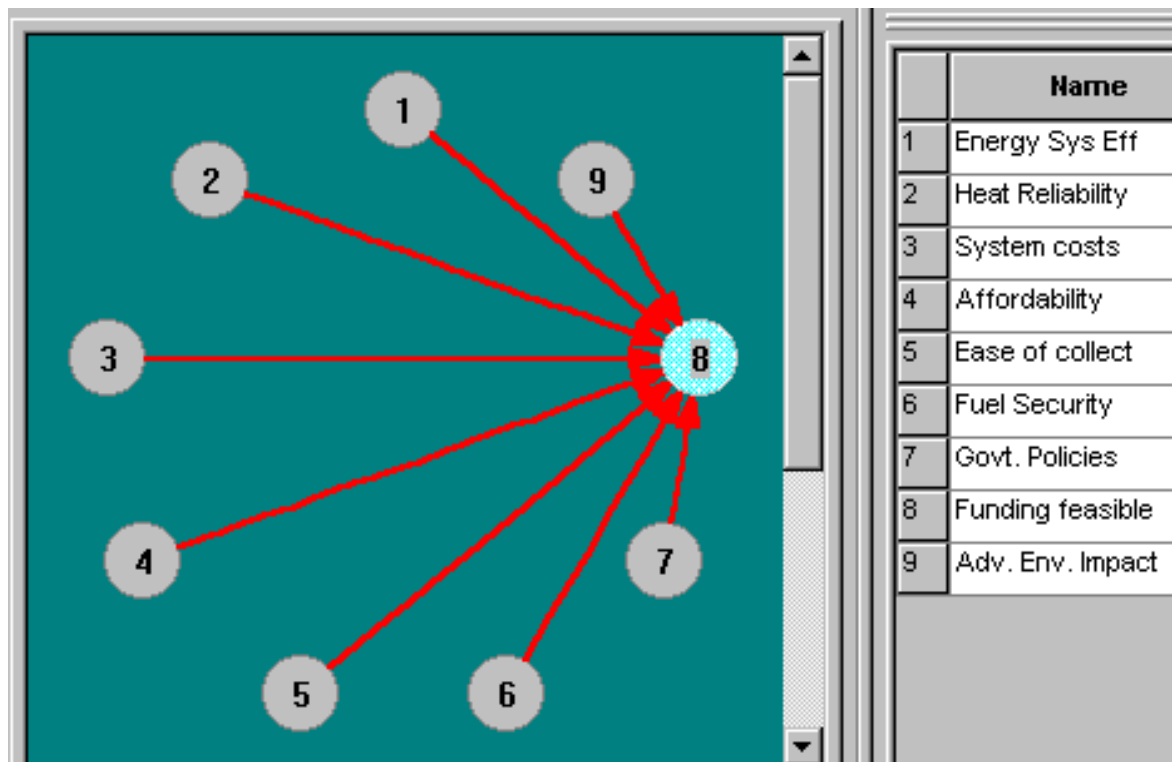 1
2
9
3
8
4
7
5
6
Name
1 Energy Sys Eff
2 Heat Reliability
3 System costs
4 Affordability
5 Ease of collect
6 Fuel Security
7 Govt. Policies
8 Funding feasible
9 Adv. Env. Impact